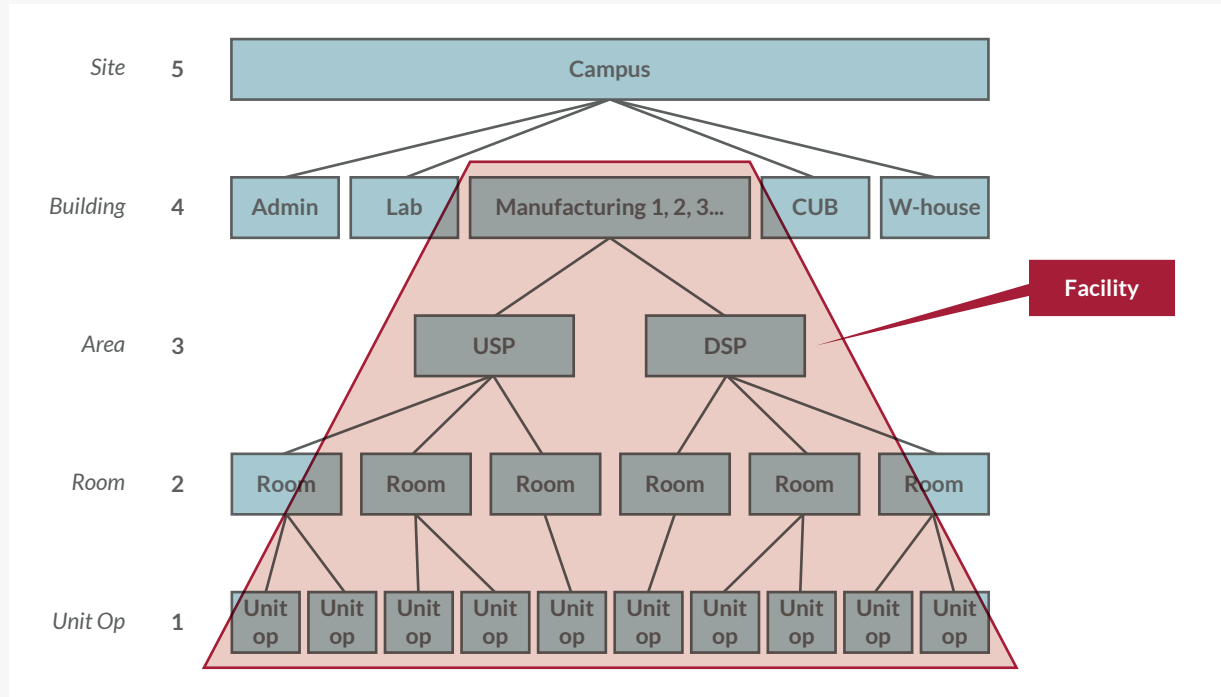 Site 5 Campus
Building 4 Admin Lab Manufacturing 1, 2, 3... CUB W-house
Facility
Area 3 USP DSP
Room 2 Room Room Room Room Room Room
Unit Op 1 Unit op Unit op Unit op Unit op Unit op Unit op Unit op Unit op Unit op Unit op